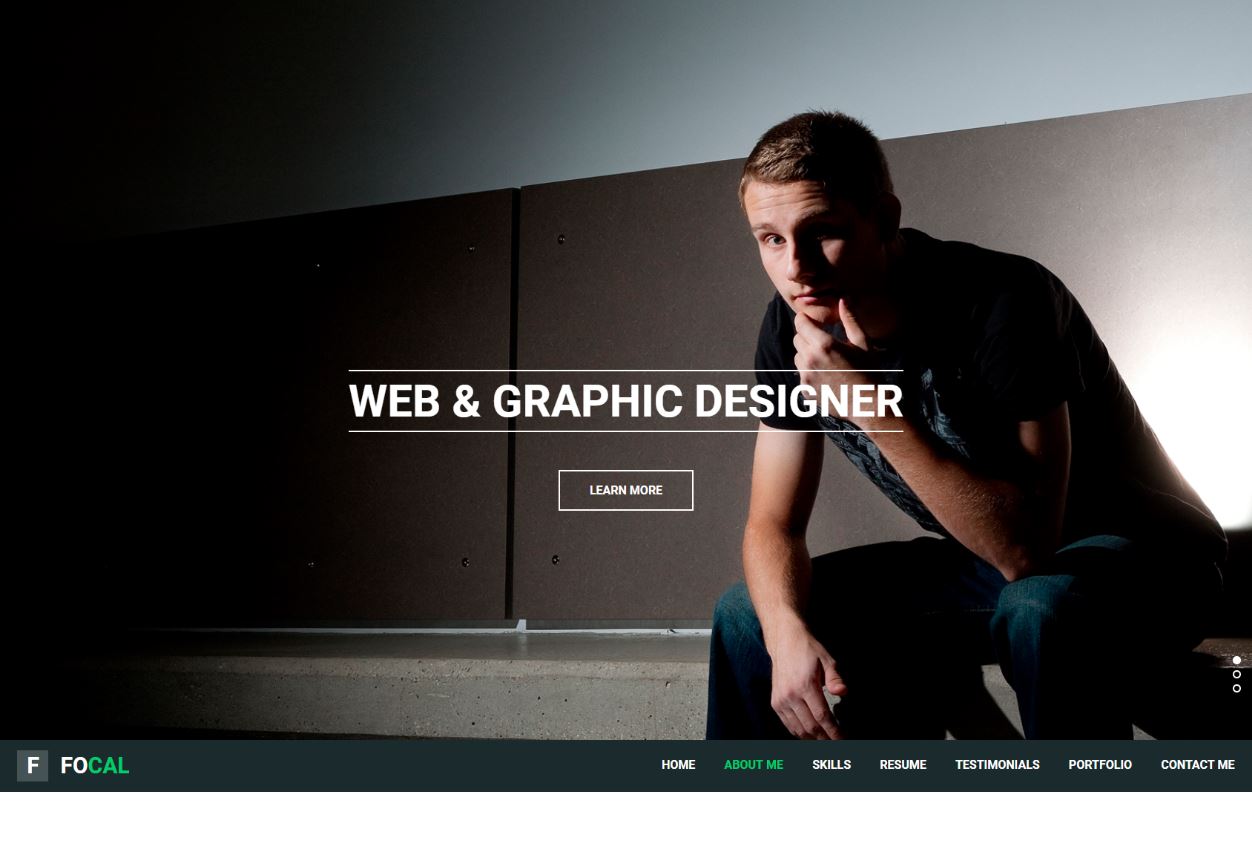 WEB & GRAPHIC DESIGNER
LEARN MORE
F FOCAL HOME ABOUT ME SKILLS RESUME TESTIMONIALS PORTFOLIO CONTACT ME